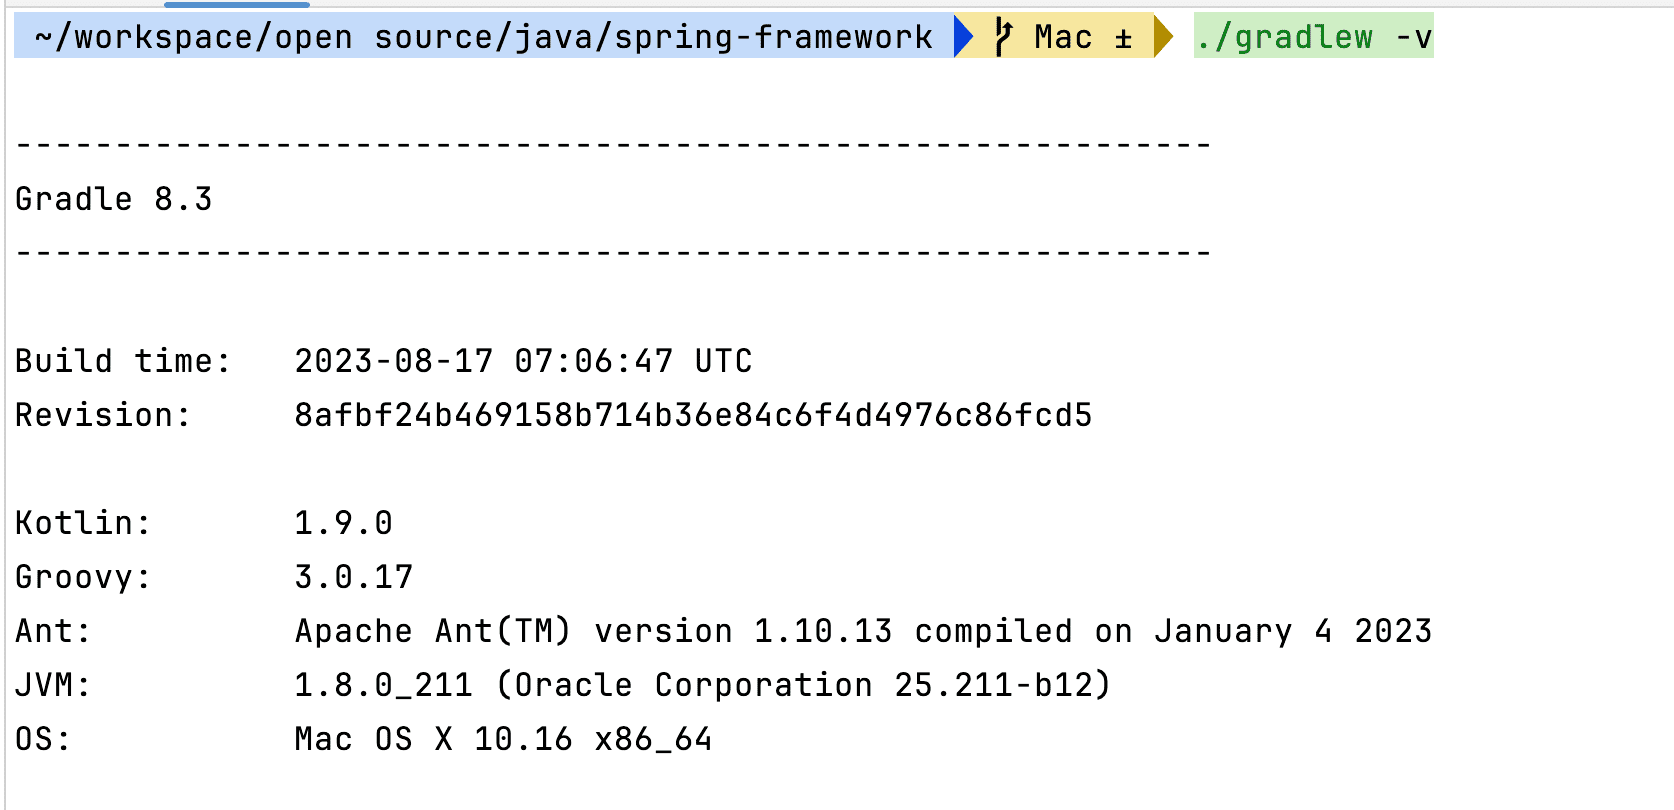 ~/workspace/open source/java/spring-framework Mac ± ./gradlew -v
------------------------------------------------------------
Gradle 8.3
------------------------------------------------------------
Build time: 2023-08-17 07:06:47 UTC
Revision: 8afbf24b469158b714b36e84c6f4d4976c86fcd5
Kotlin: 1.9.0
Groovy: 3.0.17
Ant: Apache Ant(TM) version 1.10.13 compiled on January 4 2023
JVM: 1.8.0_211 (Oracle Corporation 25.211-b12)
OS: Mac OS X 10.16 x86_64